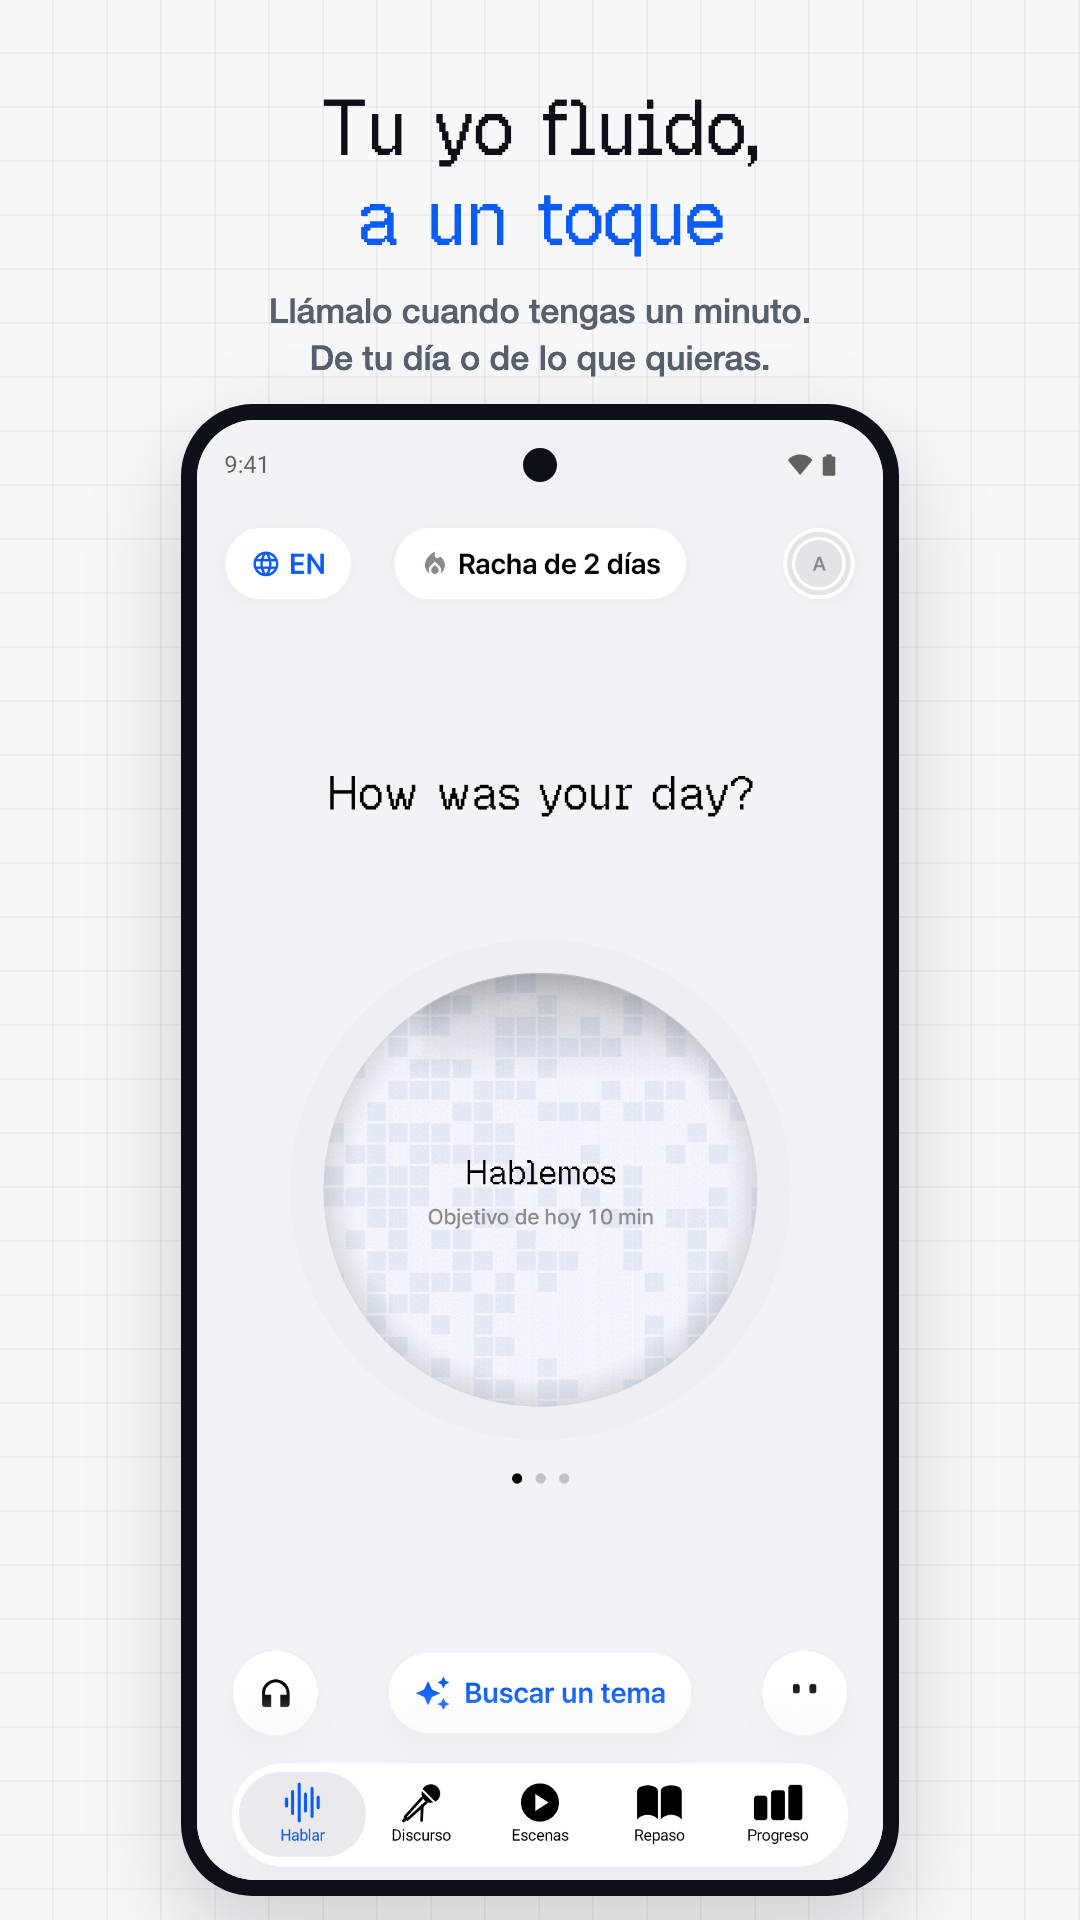 Tu yo fluido,
a un toque
Llámalo cuando tengas un minuto.
De tu día o de lo que quieras.
9:41
EN
Racha de 2 días
A
How was your day?
Hablemos
Objetivo de hoy 10 min
Buscar un tema
Hablar
Discurso
Escenas
Repaso
Progreso